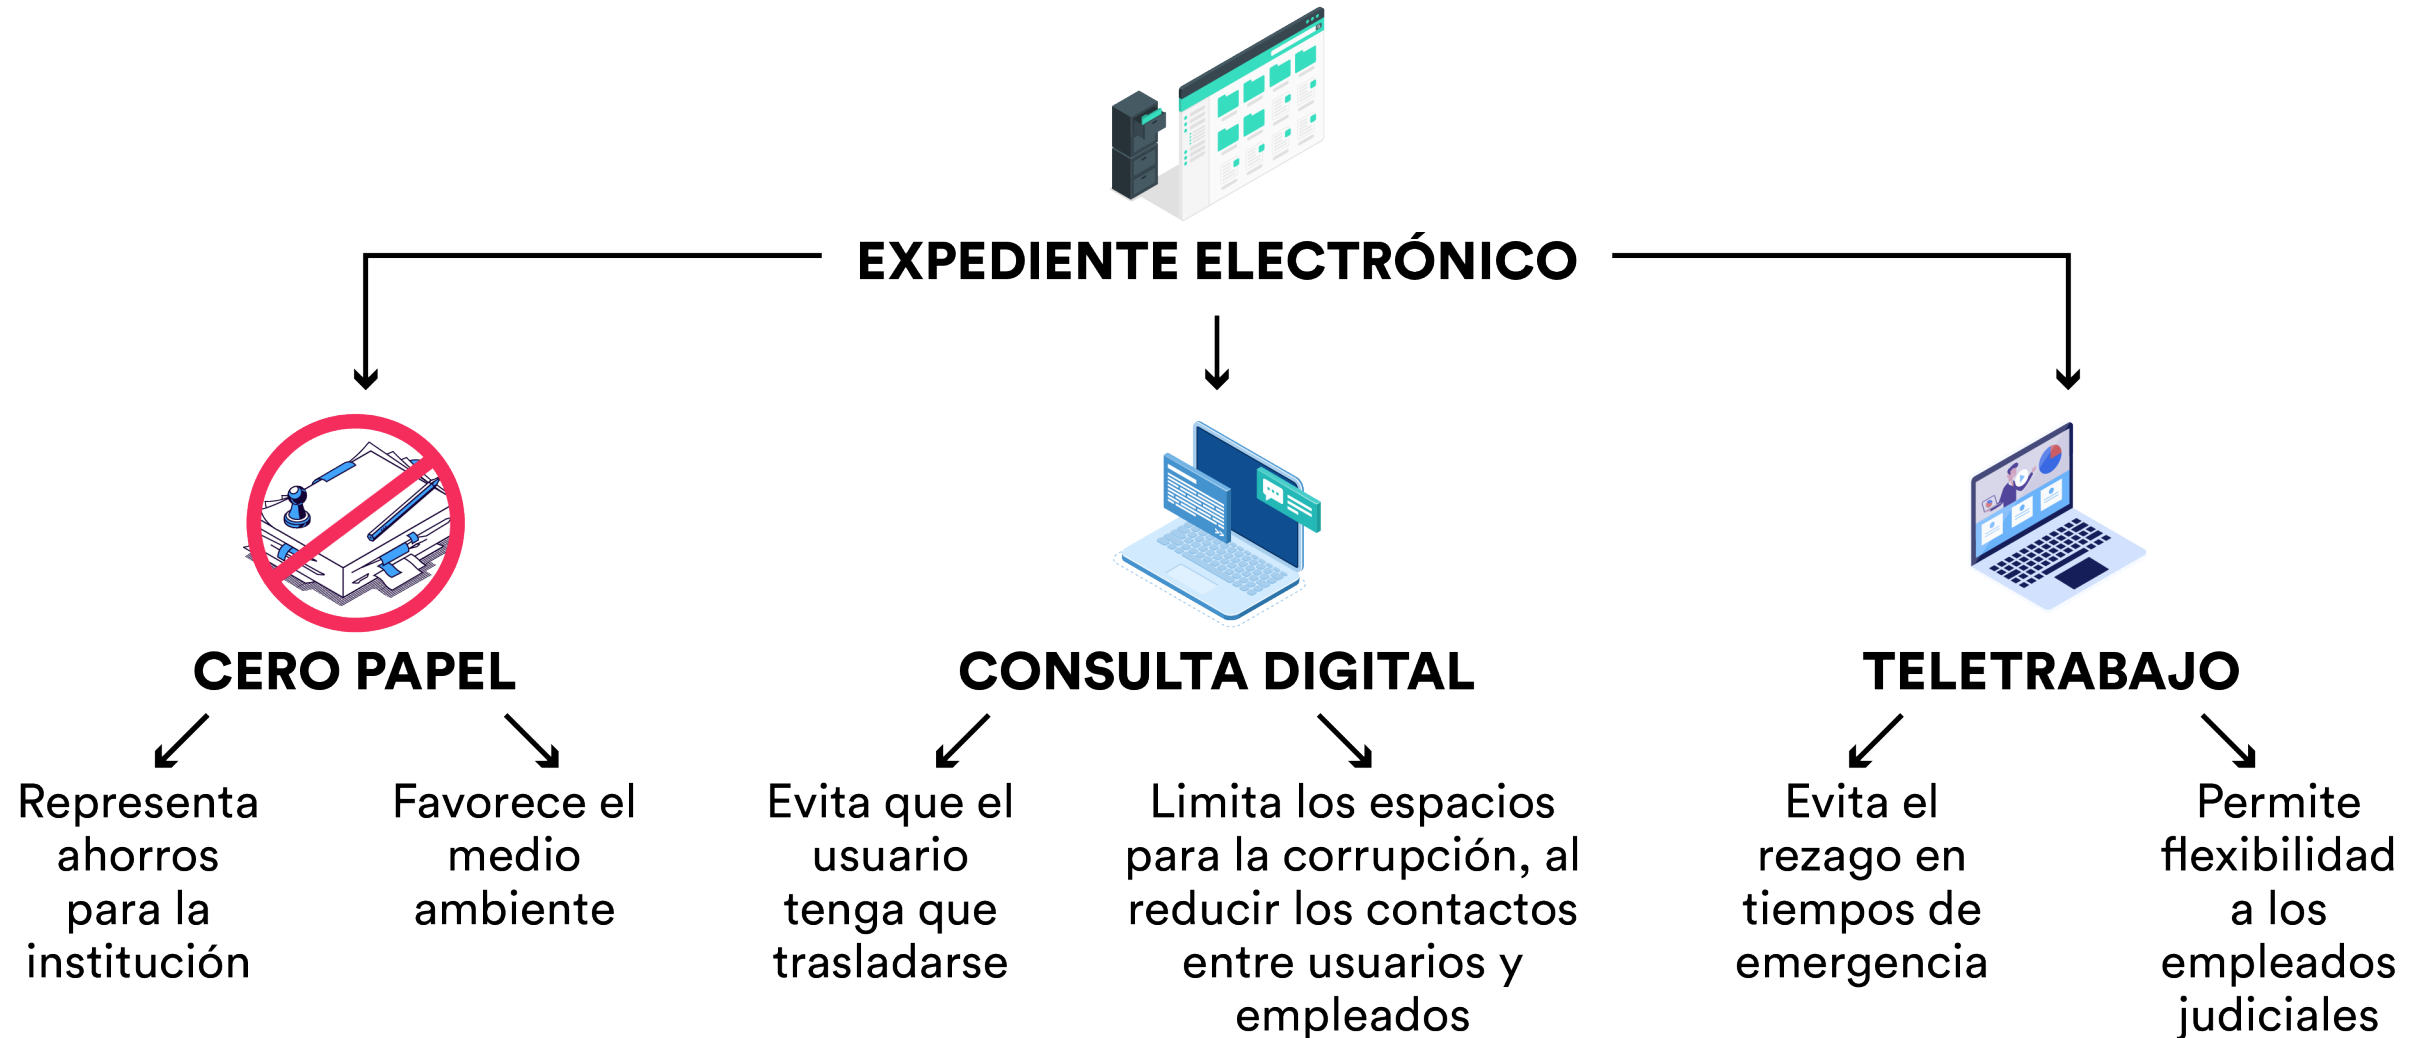 EXPEDIENTE ELECTRÓNICO
CERO PAPEL
Representa
ahorros
para la
institución
Favorece el
medio
ambiente
CONSULTA DIGITAL
Evita que el
usuario
tenga que
trasladarse
Limita los espacios
para la corrupción, al
reducir los contactos
entre usuarios y
empleados
TELETRABAJO
Evita el
rezago en
tiempos de
emergencia
Permite
flexibilidad
a los
empleados
judiciales